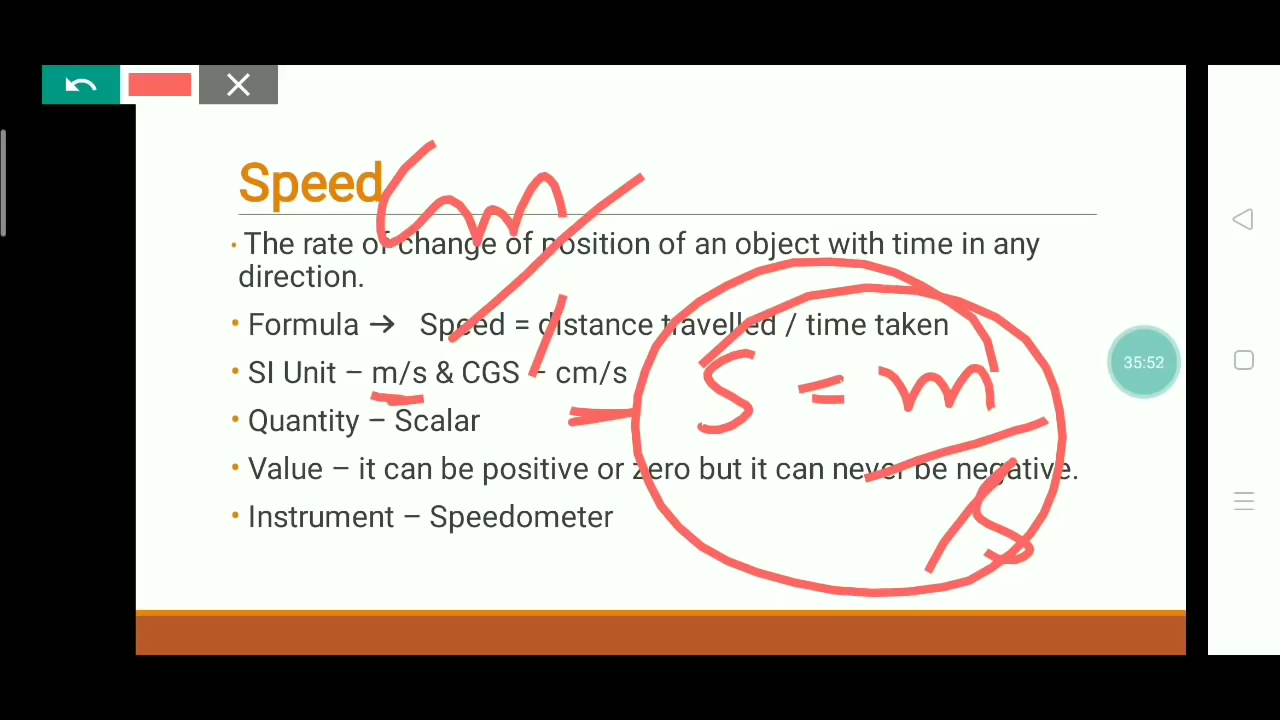 Speed
cm/
• The rate of change of position of an object with time in any
direction.
• Formula → Speed = distance travelled / time taken
• SI Unit – m/s & CGS – cm/s
• Quantity – Scalar
• Value – it can be positive or zero but it can never be negative.
• Instrument – Speedometer
S = m
s
35:52